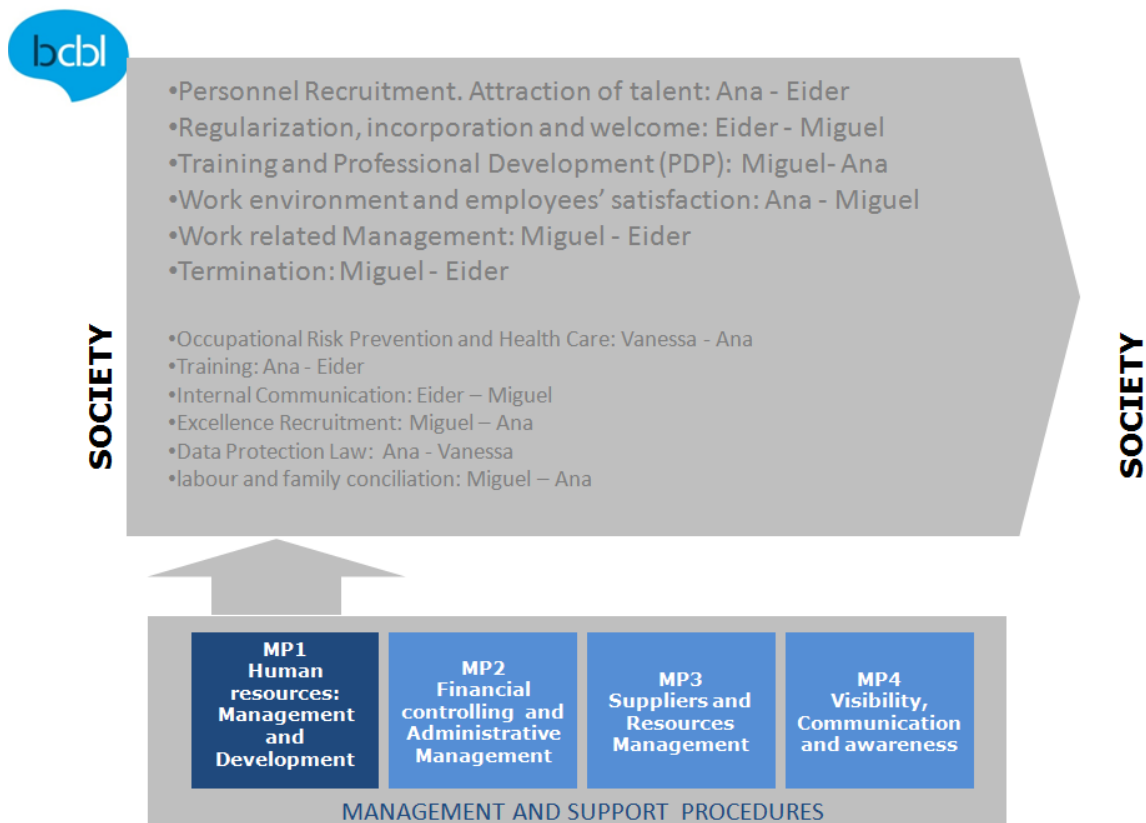 bcbl
•Personnel Recruitment. Attraction of talent: Ana - Eider
•Regularization, incorporation and welcome: Eider - Miguel
•Training and Professional Development (PDP): Miguel- Ana
•Work environment and employees’ satisfaction: Ana - Miguel
•Work related Management: Miguel - Eider
•Termination: Miguel - Eider
•Occupational Risk Prevention and Health Care: Vanessa - Ana
•Training: Ana - Eider
•Internal Communication: Eider – Miguel
•Excellence Recruitment: Miguel – Ana
•Data Protection Law: Ana - Vanessa
•labour and family conciliation: Miguel – Ana
SOCIETY
SOCIETY
MP1
Human
resources:
Management
and
Development
MP2
Financial
controlling and
Administrative
Management
MP3
Suppliers and
Resources
Management
MP4
Visibility,
Communication
and awareness
MANAGEMENT AND SUPPORT PROCEDURES